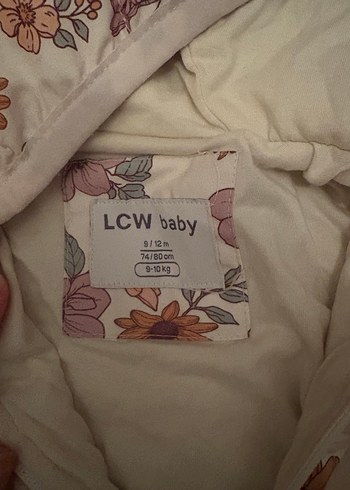 LCW baby
9 / 12 m
74/80 cm
9-10 kg